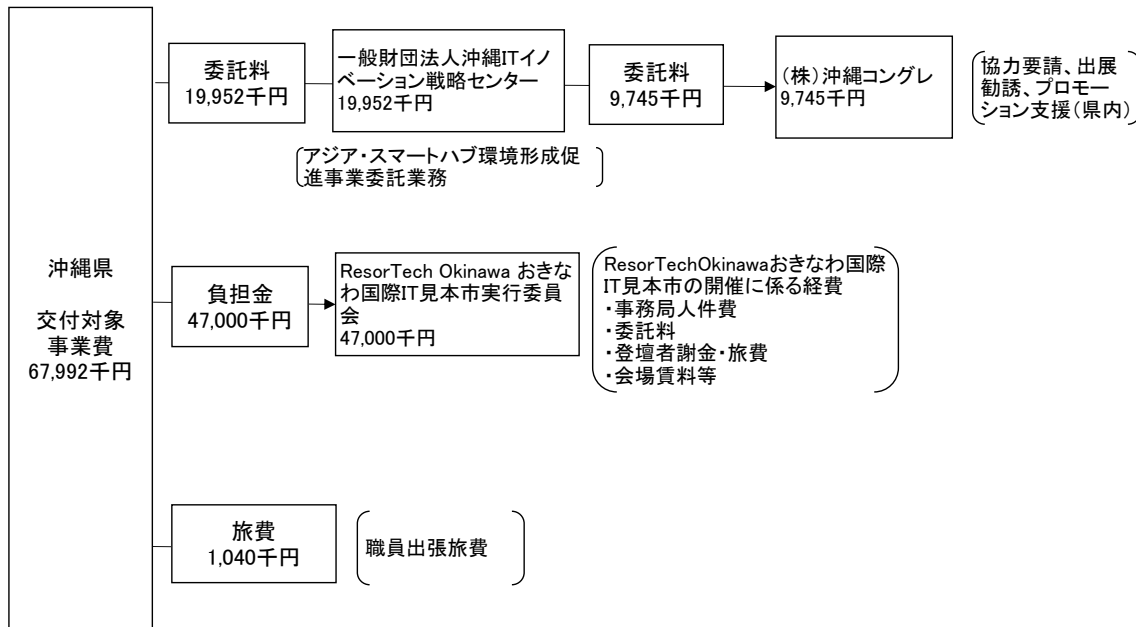 委託料
19,952千円
一般財団法人沖縄ITイノ
ベーション戦略センター
19,952千円
委託料
9,745千円
(株)沖縄コングレ
9,745千円
協力要請、出展
勧誘、プロモー
ション支援(県内)
アジア・スマートハブ環境形成促
進事業委託業務
沖縄県
交付対象
事業費
67,992千円
負担金
47,000千円
ResorTech Okinawa おきな
わ国際IT見本市実行委員
会
47,000千円
ResorTechOkinawaおきなわ国際
IT見本市の開催に係る経費
・事務局人件費
・委託料
・登壇者謝金・旅費
・会場賃料等
旅費
1,040千円
職員出張旅費